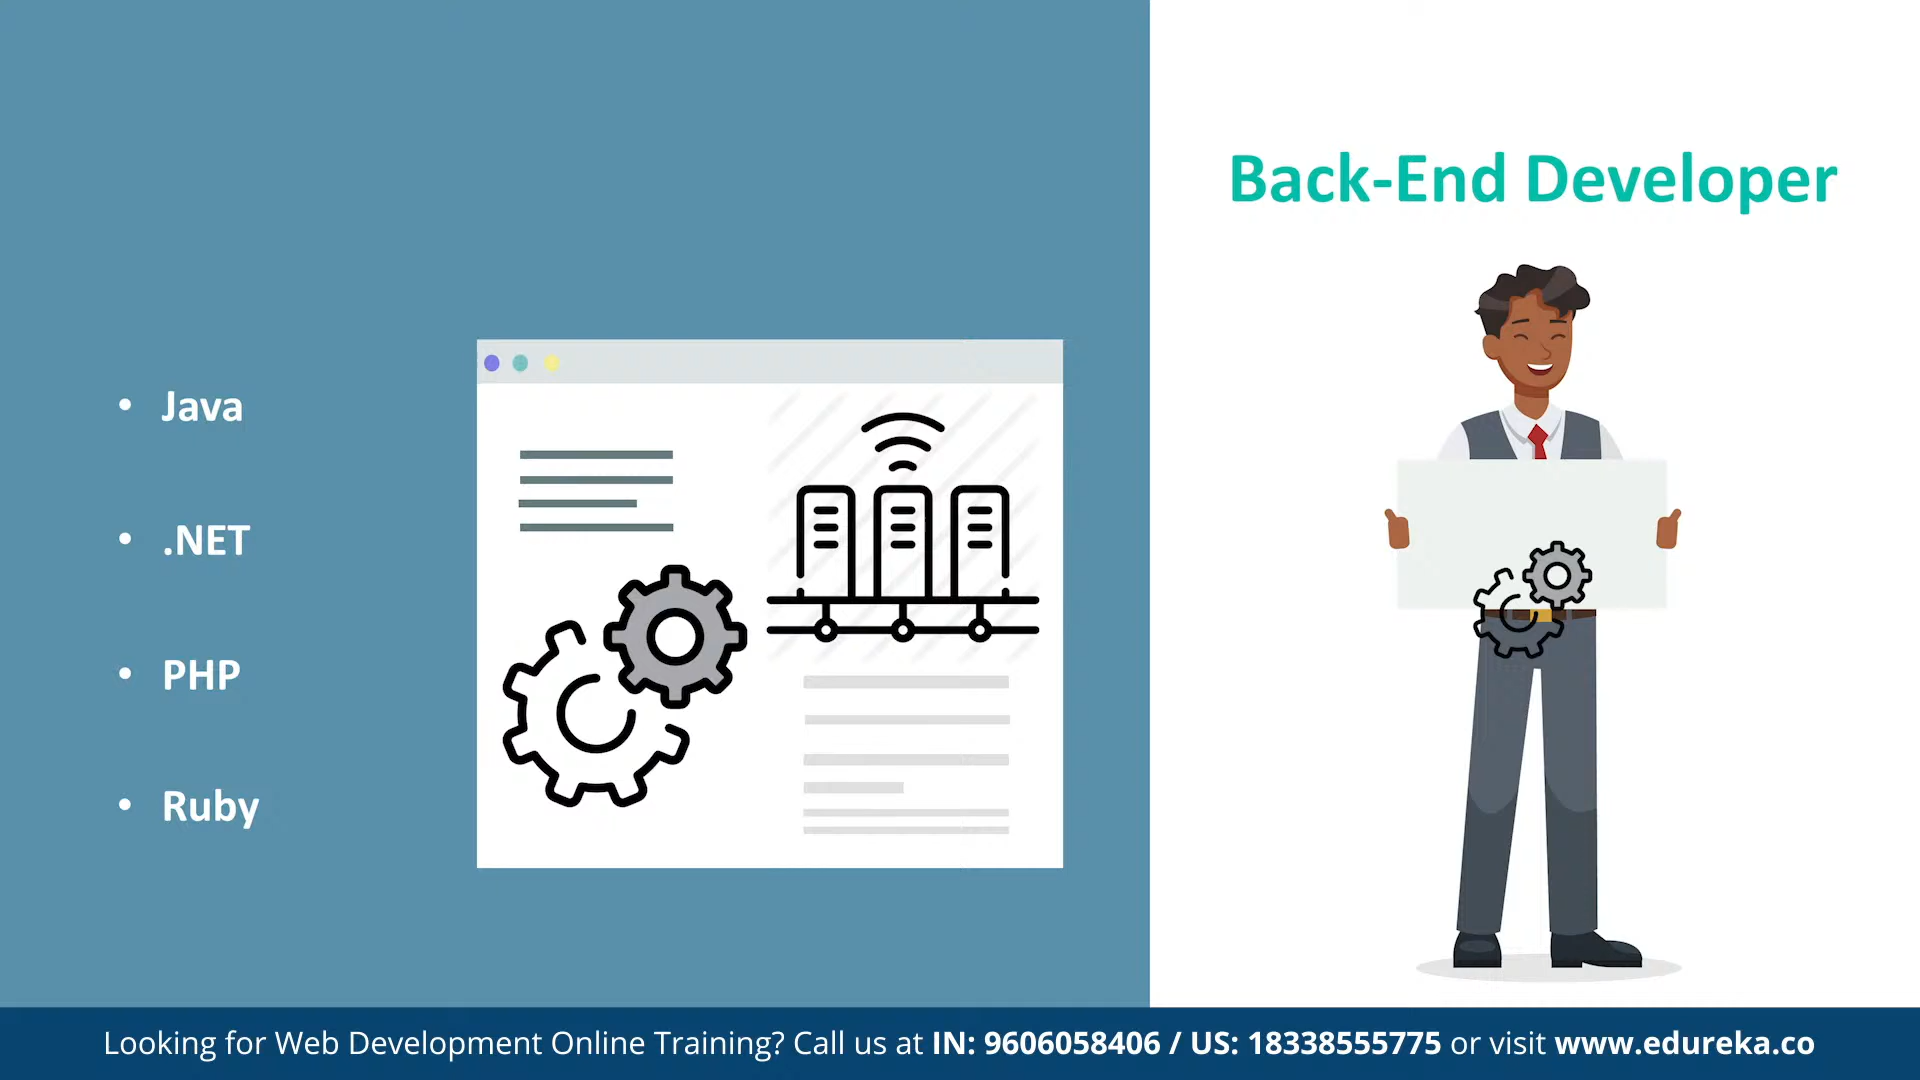 Back-End Developer
• Java
• .NET
• PHP
• Ruby
Looking for Web Development Online Training? Call us at IN: 9606058406 / US: 18338555775 or visit www.edureka.co